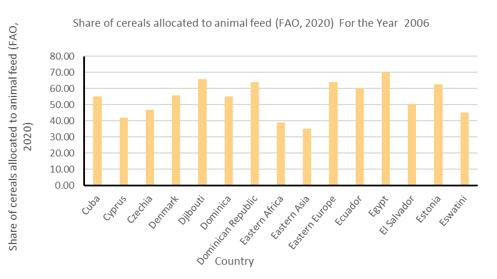 Share of cereals allocated to animal feed (FAO, 2020)  For the Year  2006
Share of cereals allocated to animal feed (FAO,
2020)
80.00
70.00
60.00
50.00
40.00
30.00
20.00
10.00
0.00
Cuba
Cyprus
Czechia
Denmark
Djibouti
Dominica
Dominican Republic
Eastern Africa
Eastern Asia
Eastern Europe
Ecuador
Egypt
El Salvador
Estonia
Eswatini
Country